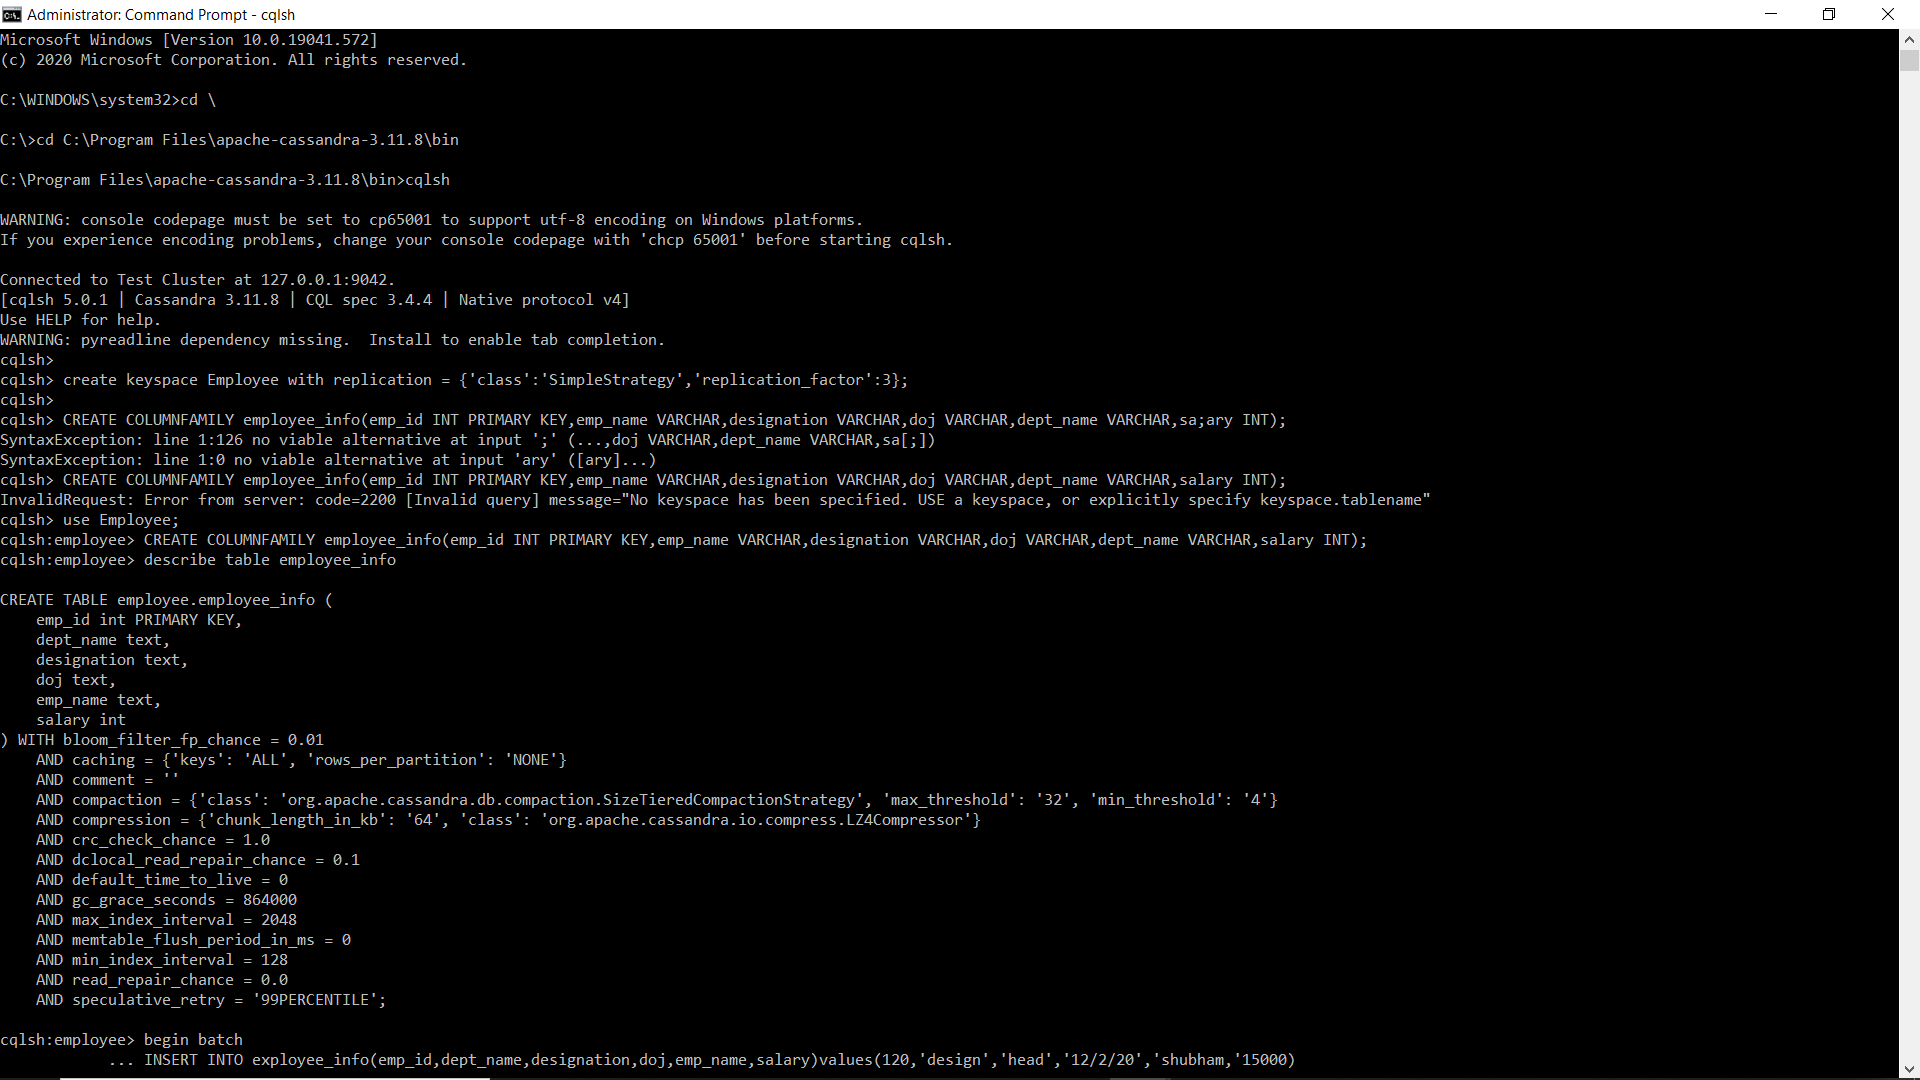 Administrator: Command Prompt - cqlsh
Microsoft Windows [Version 10.0.19041.572]
(c) 2020 Microsoft Corporation. All rights reserved.
C:\WINDOWS\system32>cd \
C:\>cd C:\Program Files\apache-cassandra-3.11.8\bin
C:\Program Files\apache-cassandra-3.11.8\bin>cqlsh
WARNING: console codepage must be set to cp65001 to support utf-8 encoding on Windows platforms.
If you experience encoding problems, change your console codepage with 'chcp 65001' before starting cqlsh.
Connected to Test Cluster at 127.0.0.1:9042.
[cqlsh 5.0.1 | Cassandra 3.11.8 | CQL spec 3.4.4 | Native protocol v4]
Use HELP for help.
WARNING: pyreadline dependency missing.  Install to enable tab completion.
cqlsh>
cqlsh> create keyspace Employee with replication = {'class':'SimpleStrategy','replication_factor':3};
cqlsh>
cqlsh> CREATE COLUMNFAMILY employee_info(emp_id INT PRIMARY KEY,emp_name VARCHAR,designation VARCHAR,doj VARCHAR,dept_name VARCHAR,sa;ary INT);
SyntaxException: line 1:126 no viable alternative at input ';' (...,doj VARCHAR,dept_name VARCHAR,sa[;])
SyntaxException: line 1:0 no viable alternative at input 'ary' ([ary]...)
cqlsh> CREATE COLUMNFAMILY employee_info(emp_id INT PRIMARY KEY,emp_name VARCHAR,designation VARCHAR,doj VARCHAR,dept_name VARCHAR,salary INT);
InvalidRequest: Error from server: code=2200 [Invalid query] message="No keyspace has been specified. USE a keyspace, or explicitly specify keyspace.tablename"
cqlsh> use Employee;
cqlsh:employee> CREATE COLUMNFAMILY employee_info(emp_id INT PRIMARY KEY,emp_name VARCHAR,designation VARCHAR,doj VARCHAR,dept_name VARCHAR,salary INT);
cqlsh:employee> describe table employee_info
CREATE TABLE employee.employee_info (
    emp_id int PRIMARY KEY,
    dept_name text,
    designation text,
    doj text,
    emp_name text,
    salary int
) WITH bloom_filter_fp_chance = 0.01
    AND caching = {'keys': 'ALL', 'rows_per_partition': 'NONE'}
    AND comment = ''
    AND compaction = {'class': 'org.apache.cassandra.db.compaction.SizeTieredCompactionStrategy', 'max_threshold': '32', 'min_threshold': '4'}
    AND compression = {'chunk_length_in_kb': '64', 'class': 'org.apache.cassandra.io.compress.LZ4Compressor'}
    AND crc_check_chance = 1.0
    AND dclocal_read_repair_chance = 0.1
    AND default_time_to_live = 0
    AND gc_grace_seconds = 864000
    AND max_index_interval = 2048
    AND memtable_flush_period_in_ms = 0
    AND min_index_interval = 128
    AND read_repair_chance = 0.0
    AND speculative_retry = '99PERCENTILE';
cqlsh:employee> begin batch
            ... INSERT INTO exployee_info(emp_id,dept_name,designation,doj,emp_name,salary)values(120,'design','head','12/2/20','shubham,'15000)